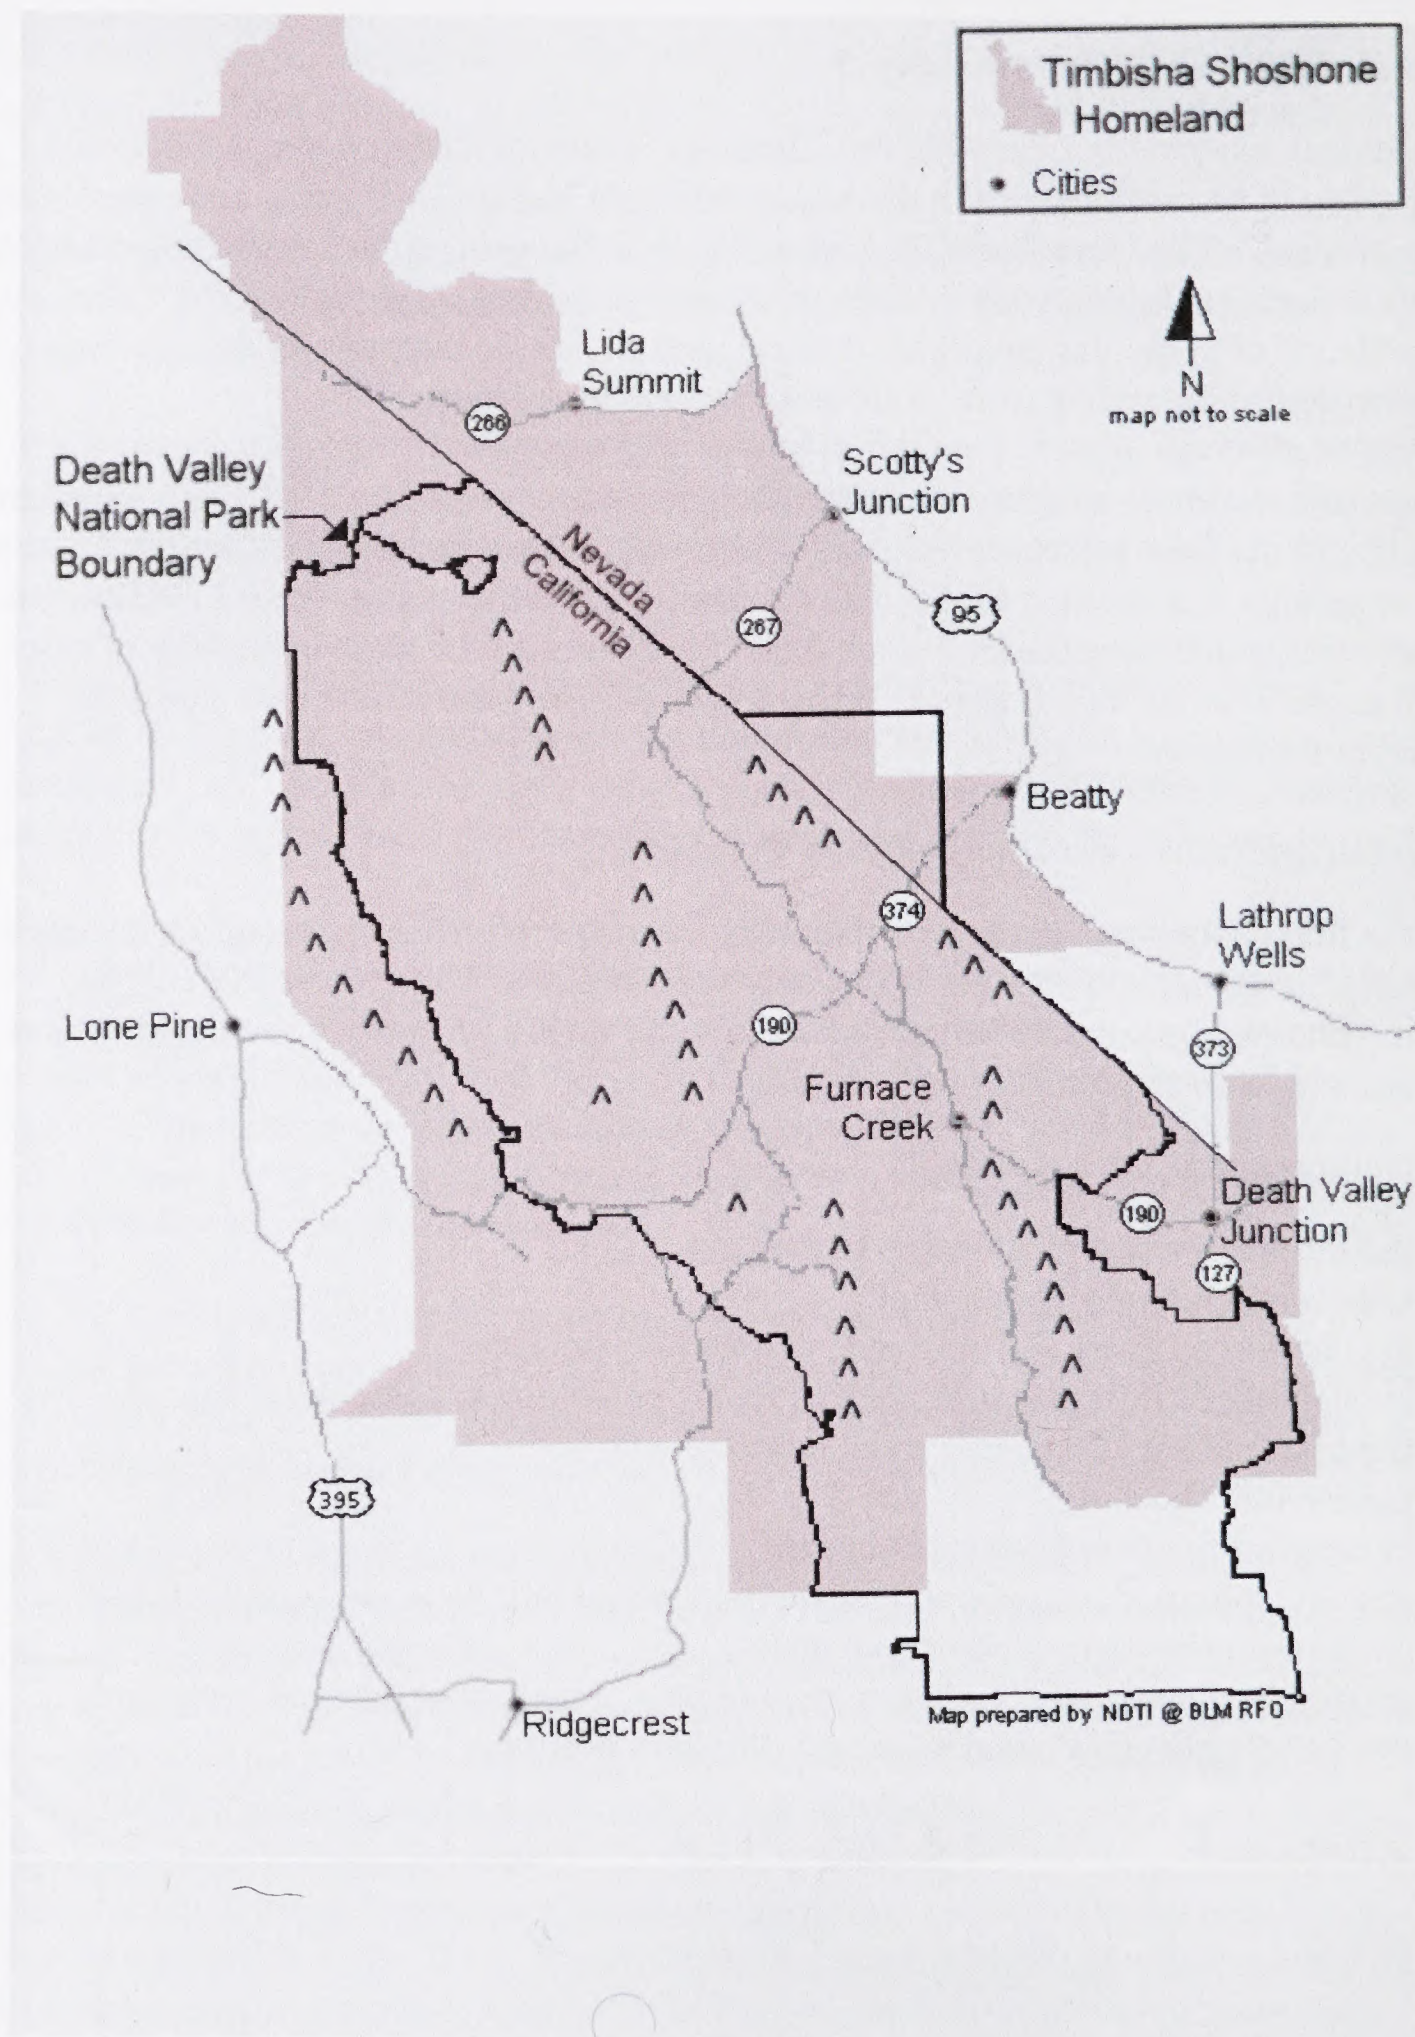 Timbisha Shoshone
Homeland
Cities
N
map not to scale
Lida
Summit
266
Scotty's
Junction
Death Valley
National Park
Boundary
Nevada
California
267
95
Beatty
374
Lathrop
Wells
Lone Pine
190
373
Furnace
Creek
Death Valley
Junction
190
127
395
Map prepared by NDTI @ BLM RFO
Ridgecrest